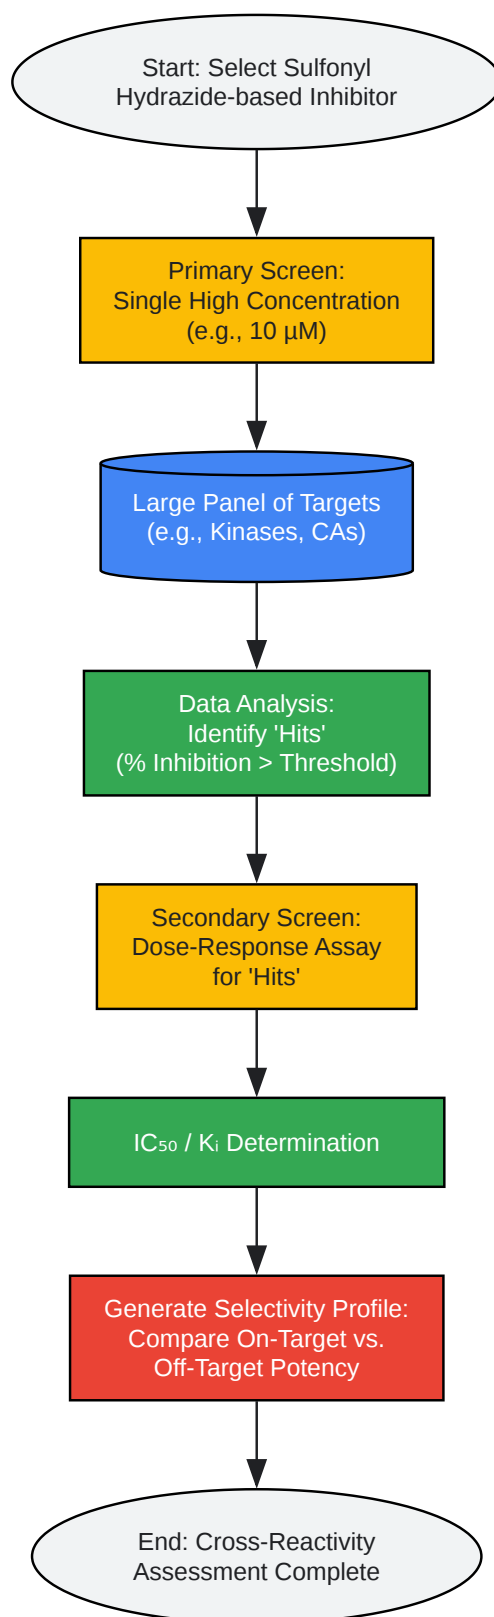 Start: Select Sulfonyl
Hydrazide-based Inhibitor
Primary Screen:
Single High Concentration
(e.g., 10 µM)
Large Panel of Targets
(e.g., Kinases, CAs)
Data Analysis:
Identify 'Hits'
(% Inhibition > Threshold)
Secondary Screen:
Dose-Response Assay
for 'Hits'
IC₅₀ / Kᵢ Determination
Generate Selectivity Profile:
Compare On-Target vs.
Off-Target Potency
End: Cross-Reactivity
Assessment Complete